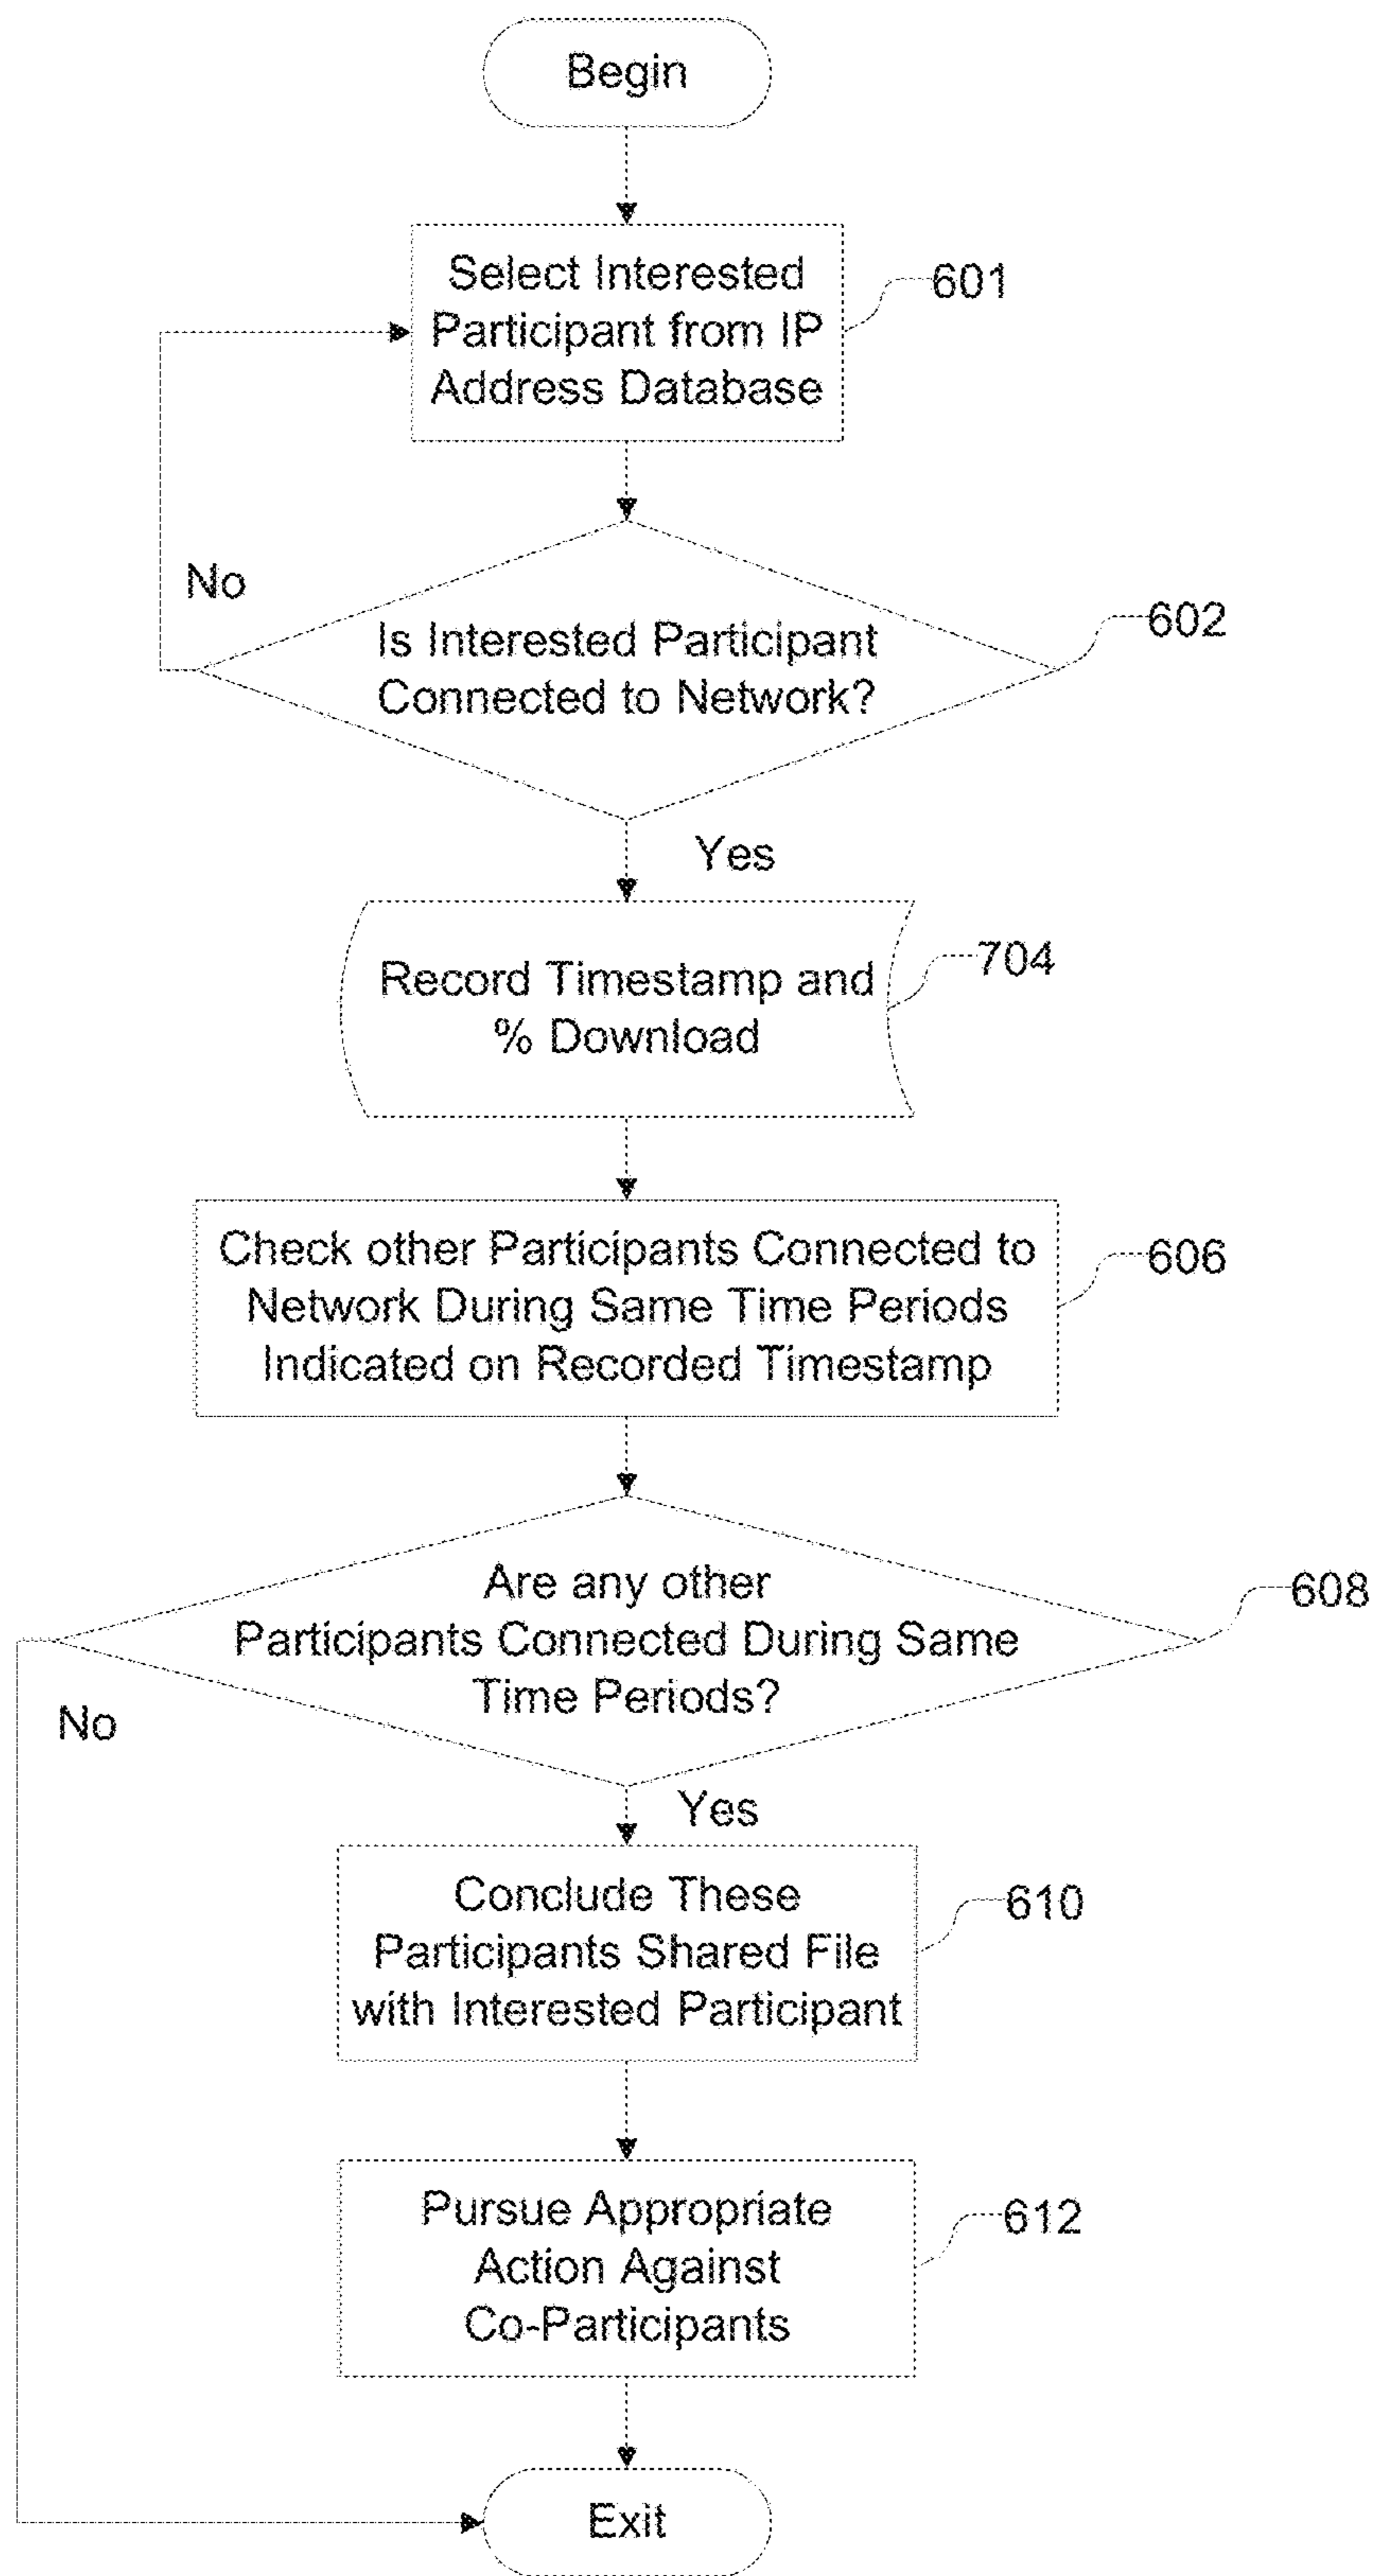 Begin
Select Interested
Participant from IP
Address Database
601
No
Is Interested Participant
Connected to Network?
602
Yes
Record Timestamp and
% Download
704
Check other Participants Connected to
Network During Same Time Periods
Indicated on Recorded Timestamp
606
Are any other
Participants Connected During Same
Time Periods?
608
No
Yes
Conclude These
Participants Shared File
with Interested Participant
610
Pursue Appropriate
Action Against
Co-Participants
612
Exit